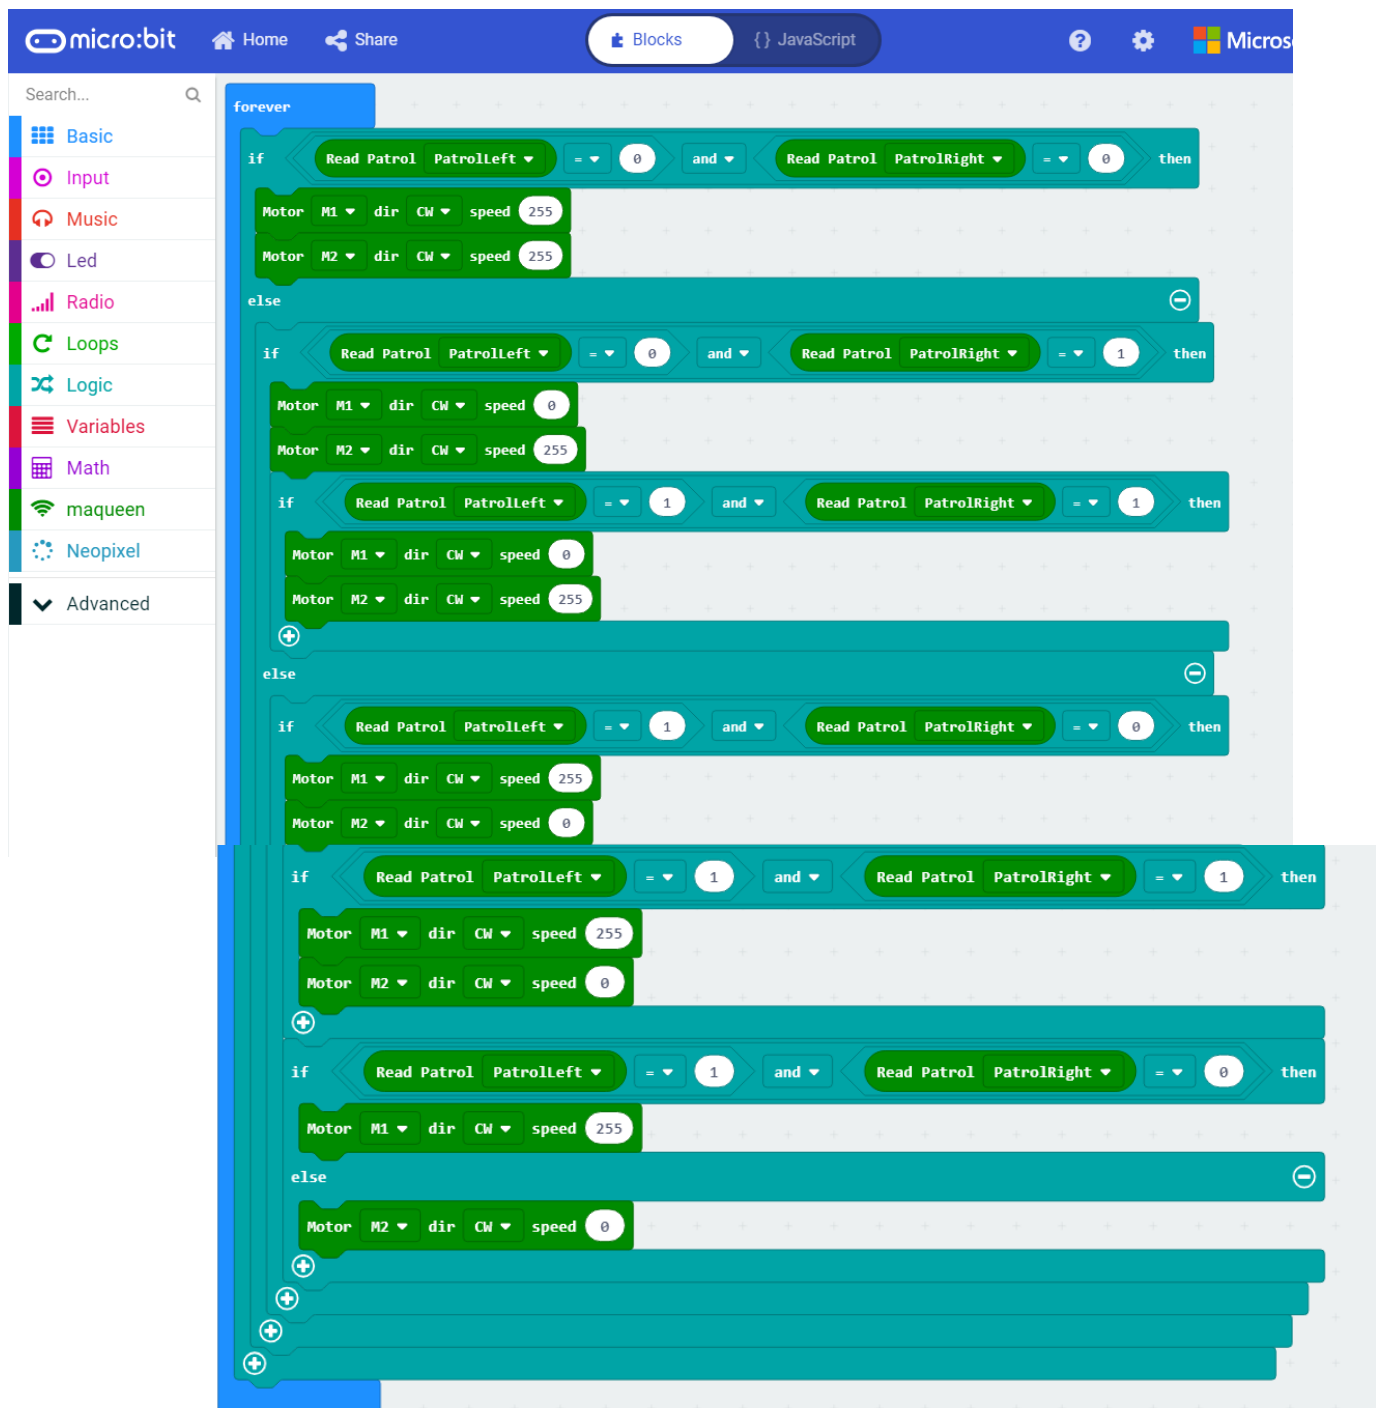 micro:bit Home Share Blocks {} JavaScript ? Micros
Search...
Basic
Input
Music
Led
Radio
Loops
Logic
Variables
Math
maqueen
Neopixel
Advanced
forever
if Read Patrol PatrolLeft = 0 and Read Patrol PatrolRight = 0 then
Motor M1 dir CW speed 255
Motor M2 dir CW speed 255
else
if Read Patrol PatrolLeft = 0 and Read Patrol PatrolRight = 1 then
Motor M1 dir CW speed 0
Motor M2 dir CW speed 255
if Read Patrol PatrolLeft = 1 and Read Patrol PatrolRight = 1 then
Motor M1 dir CW speed 0
Motor M2 dir CW speed 255
else
if Read Patrol PatrolLeft = 1 and Read Patrol PatrolRight = 0 then
Motor M1 dir CW speed 255
Motor M2 dir CW speed 0
if Read Patrol PatrolLeft = 1 and Read Patrol PatrolRight = 1 then
Motor M1 dir CW speed 255
Motor M2 dir CW speed 0
if Read Patrol PatrolLeft = 1 and Read Patrol PatrolRight = 0 then
Motor M1 dir CW speed 255
else
Motor M2 dir CW speed 0